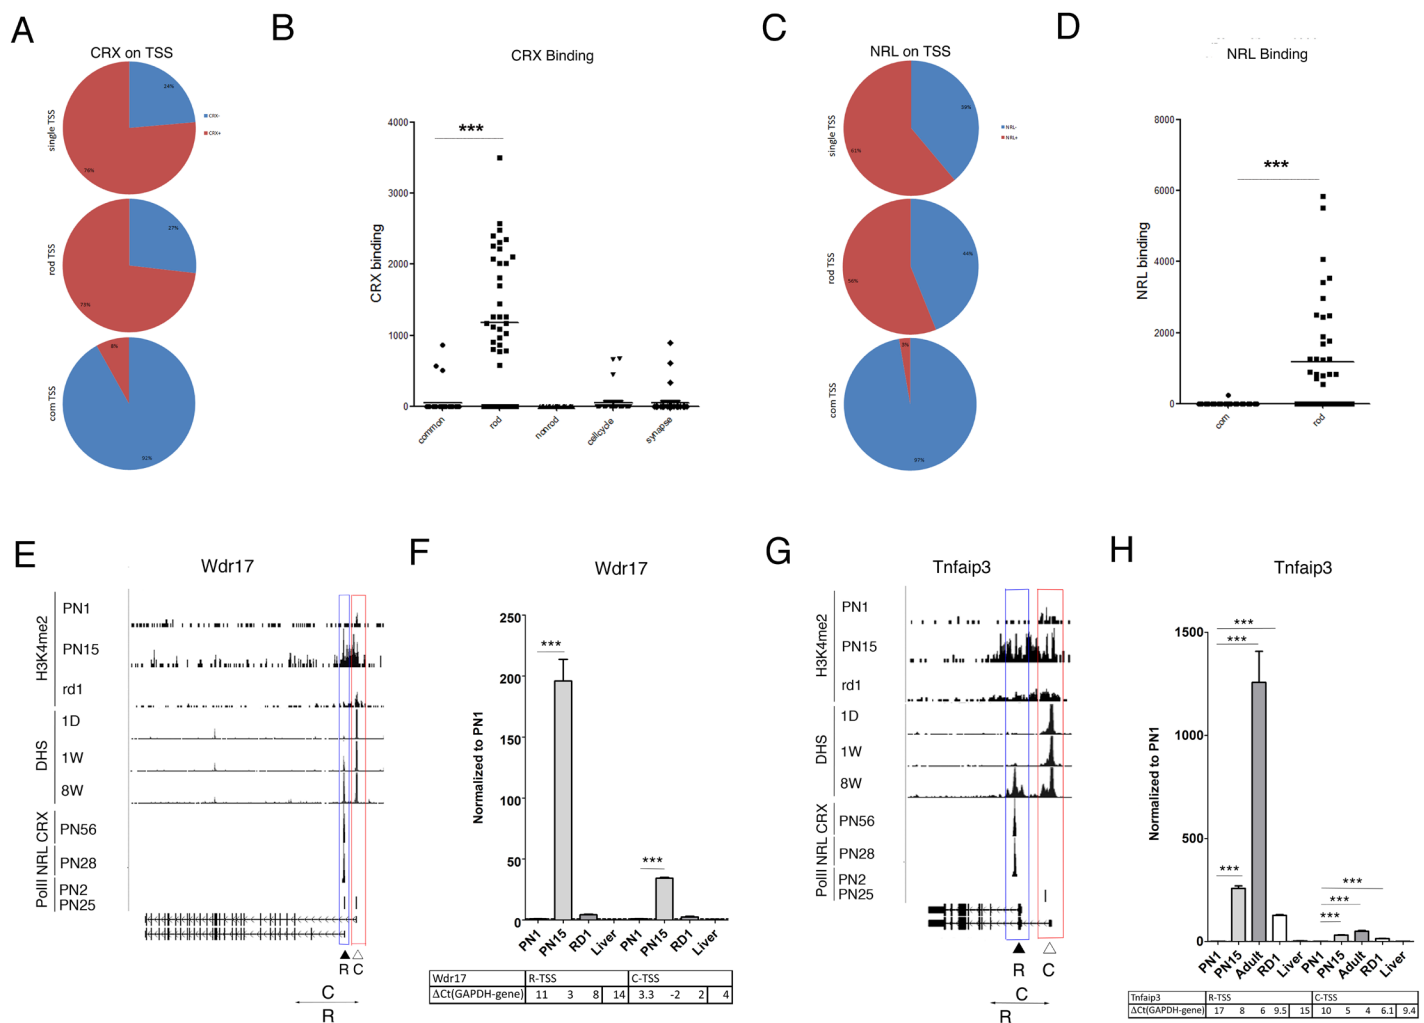 A
CRX on TSS
single TSS
24%
76%
CRX-
CRX+
rod TSS
27%
73%
com TSS
8%
92%
B
CRX Binding
***
CRX binding
4000
3000
2000
1000
0
common
rod
nonrod
cellcycle
synapse
C
NRL on TSS
single TSS
61%
NRL-
NRL+
rod TSS
44%
56%
com TSS
3%
97%
D
NRL Binding
***
NRL binding
8000
6000
4000
2000
0
com
rod
E
Wdr17
H3K4me2
PN1
PN15
rd1
DHS
1D
1W
8W
CRX
PN56
NRL
PN28
PolII
PN2
PN25
R C
C
R
F
Wdr17
Normalized to PN1
250
200
150
100
50
0
***
***
PN1 PN15 RD1 Liver PN1 PN15 RD1 Liver
Wdr17 R-TSS C-TSS
ΔCt(GAPDH-gene) 11 3 8 14 3.3 -2 2 4
G
Tnfaip3
H3K4me2
PN1
PN15
rd1
DHS
1D
1W
8W
CRX
PN56
NRL
PN28
PolII
PN2
PN25
R C
C
R
H
Tnfaip3
Normalized to PN1
1500
1000
500
0
***
***
***
***
***
***
PN1 PN15 Adult RD1 Liver PN1 PN15 Adult RD1 Liver
Tnfaip3 R-TSS C-TSS
ΔCt(GAPDH-gene) 17 8 6 9.5 15 10 5 4 6.1 9.4